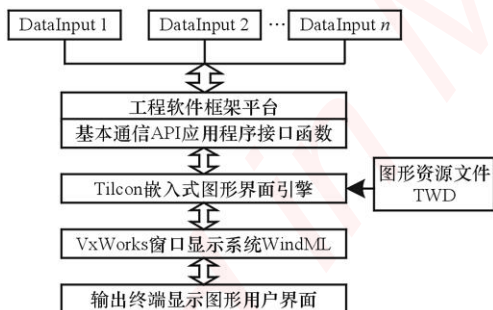 DataInput 1 DataInput 2 … DataInput n
工程软件框架平台
基本通信API应用程序接口函数
Tilcon嵌入式图形界面引擎
图形资源文件
TWD
VxWorks窗口显示系统WindML
输出终端显示图形用户界面